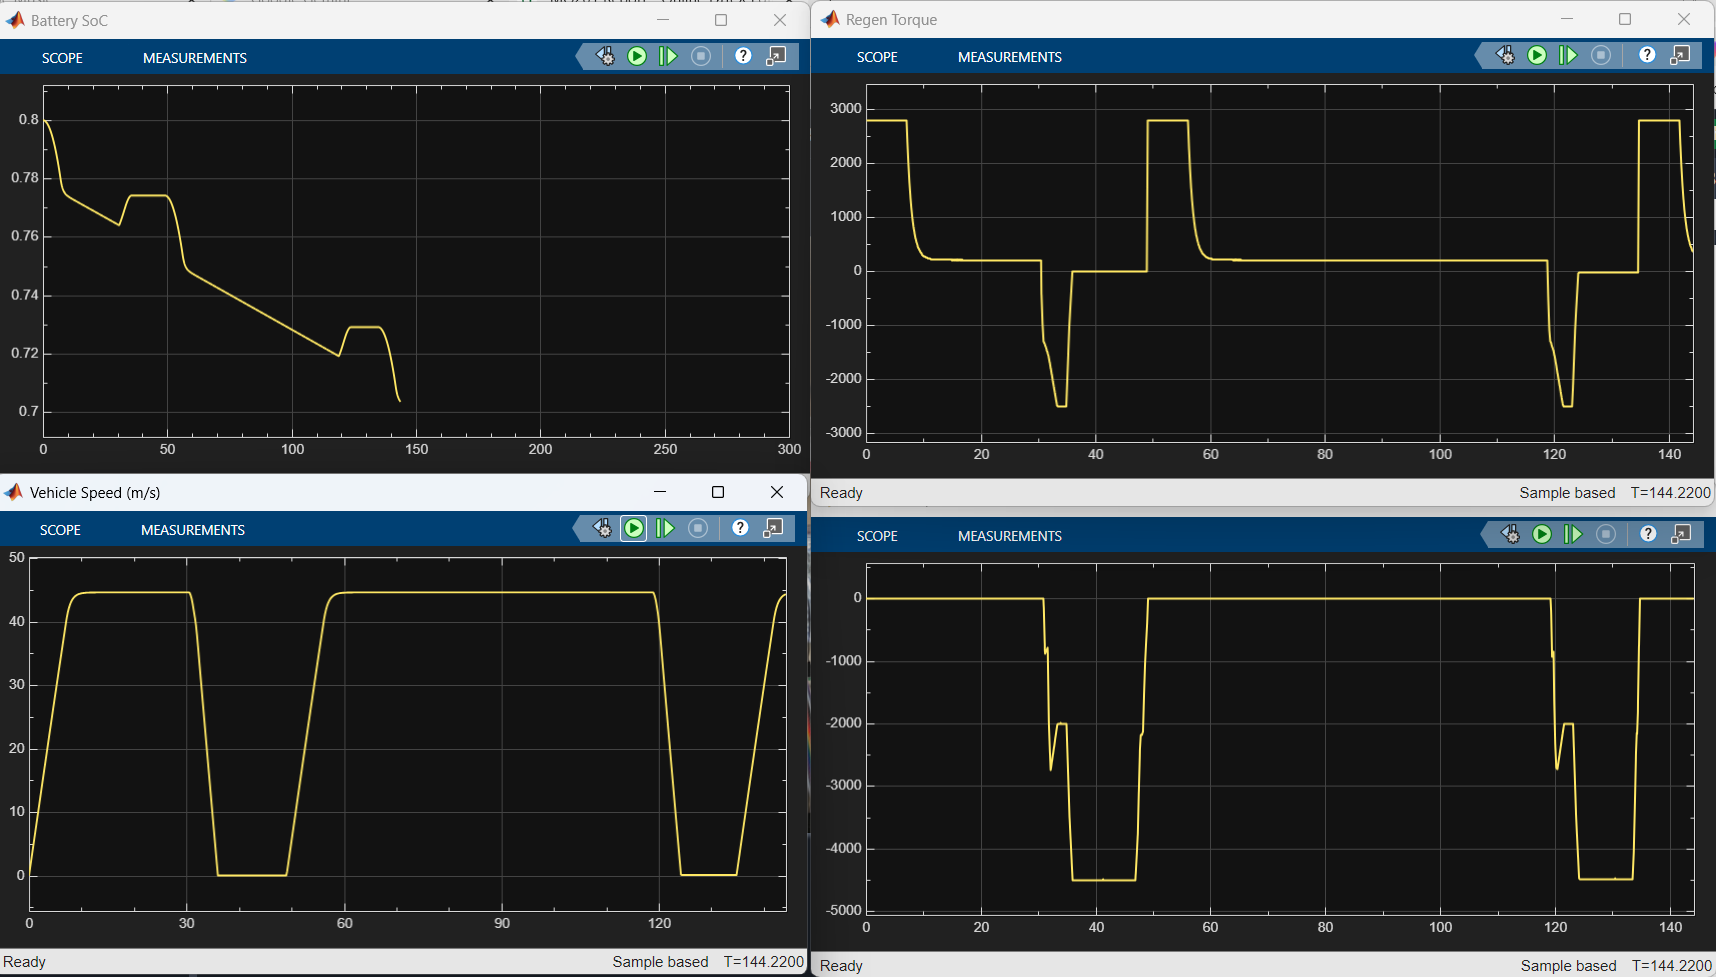 Battery SoC
SCOPE MEASUREMENTS
0.8
0.78
0.76
0.74
0.72
0.7
0 50 100 150 200 250 300
Regen Torque
SCOPE MEASUREMENTS
3000
2000
1000
0
-1000
-2000
-3000
0 20 40 60 80 100 120 140
Ready Sample based T=144.2200
Vehicle Speed (m/s)
SCOPE MEASUREMENTS
50
40
30
20
10
0
0 30 60 90 120
Ready Sample based T=144.2200
SCOPE MEASUREMENTS
0
-1000
-2000
-3000
-4000
-5000
0 20 40 60 80 100 120 140
Ready Sample based T=144.2200